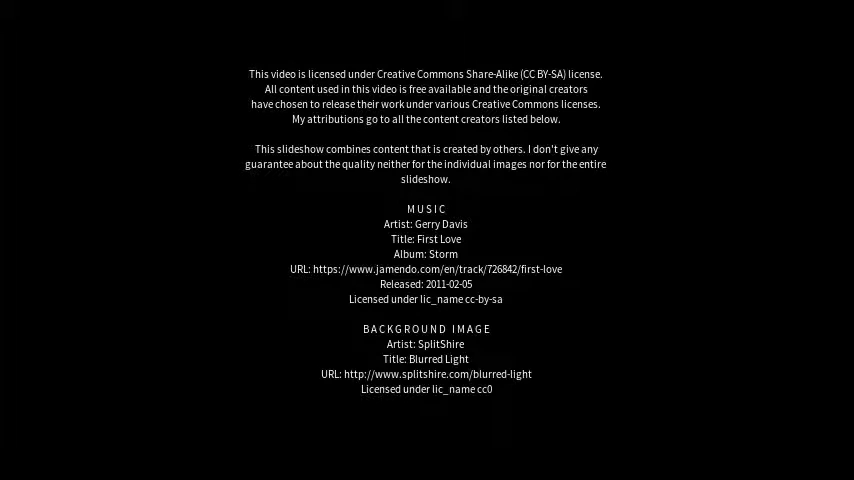 This video is licensed under Creative Commons Share-Alike (CC BY-SA) license.
All content used in this video is free available and the original creators
have chosen to release their work under various Creative Commons licenses.
My attributions go to all the content creators listed below.
This slideshow combines content that is created by others. I don't give any
guarantee about the quality neither for the individual images nor for the entire
slideshow.
MUSIC
Artist: Gerry Davis
Title: First Love
Album: Storm
URL: https://www.jamendo.com/en/track/726842/first-love
Released: 2011-02-05
Licensed under lic_name cc-by-sa
BACKGROUND IMAGE
Artist: SplitShire
Title: Blurred Light
URL: http://www.splitshire.com/blurred-light
Licensed under lic_name cc0